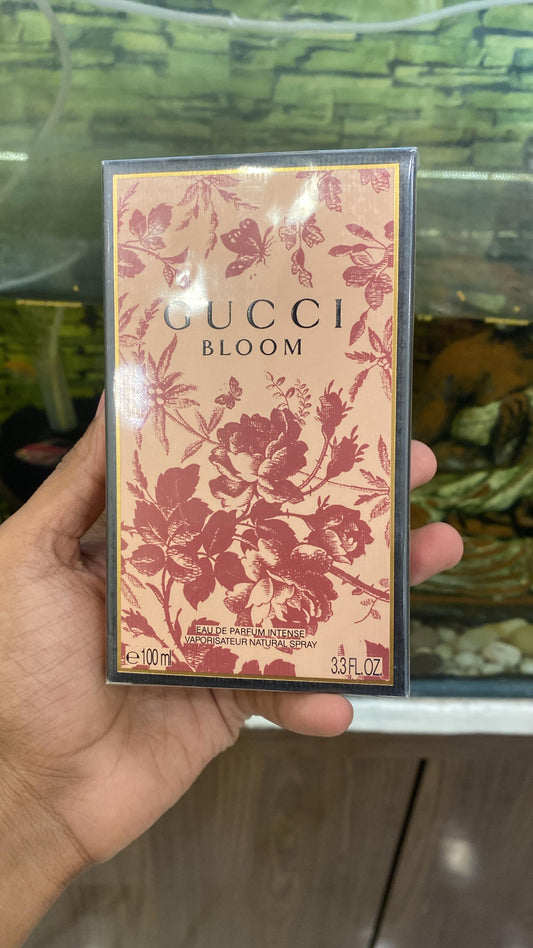 GUCCI
BLOOM
EAU DE PARFUM INTENSE
VAPORISATEUR NATURAL SPRAY
℮ 100 ml
3.3 FL.OZ